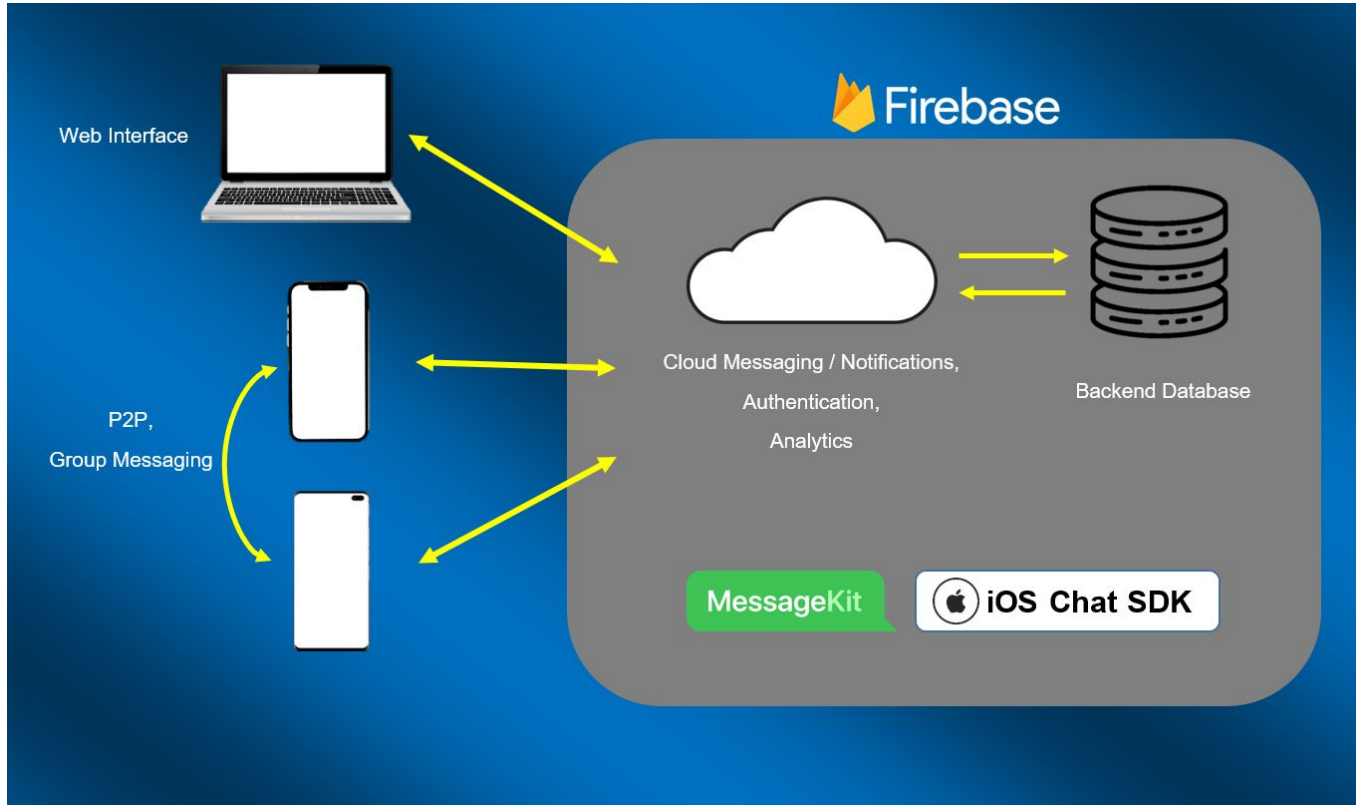 Firebase
Web Interface
Cloud Messaging / Notifications,
Authentication,
Analytics
Backend Database
P2P,
Group Messaging
MessageKit
iOS Chat SDK